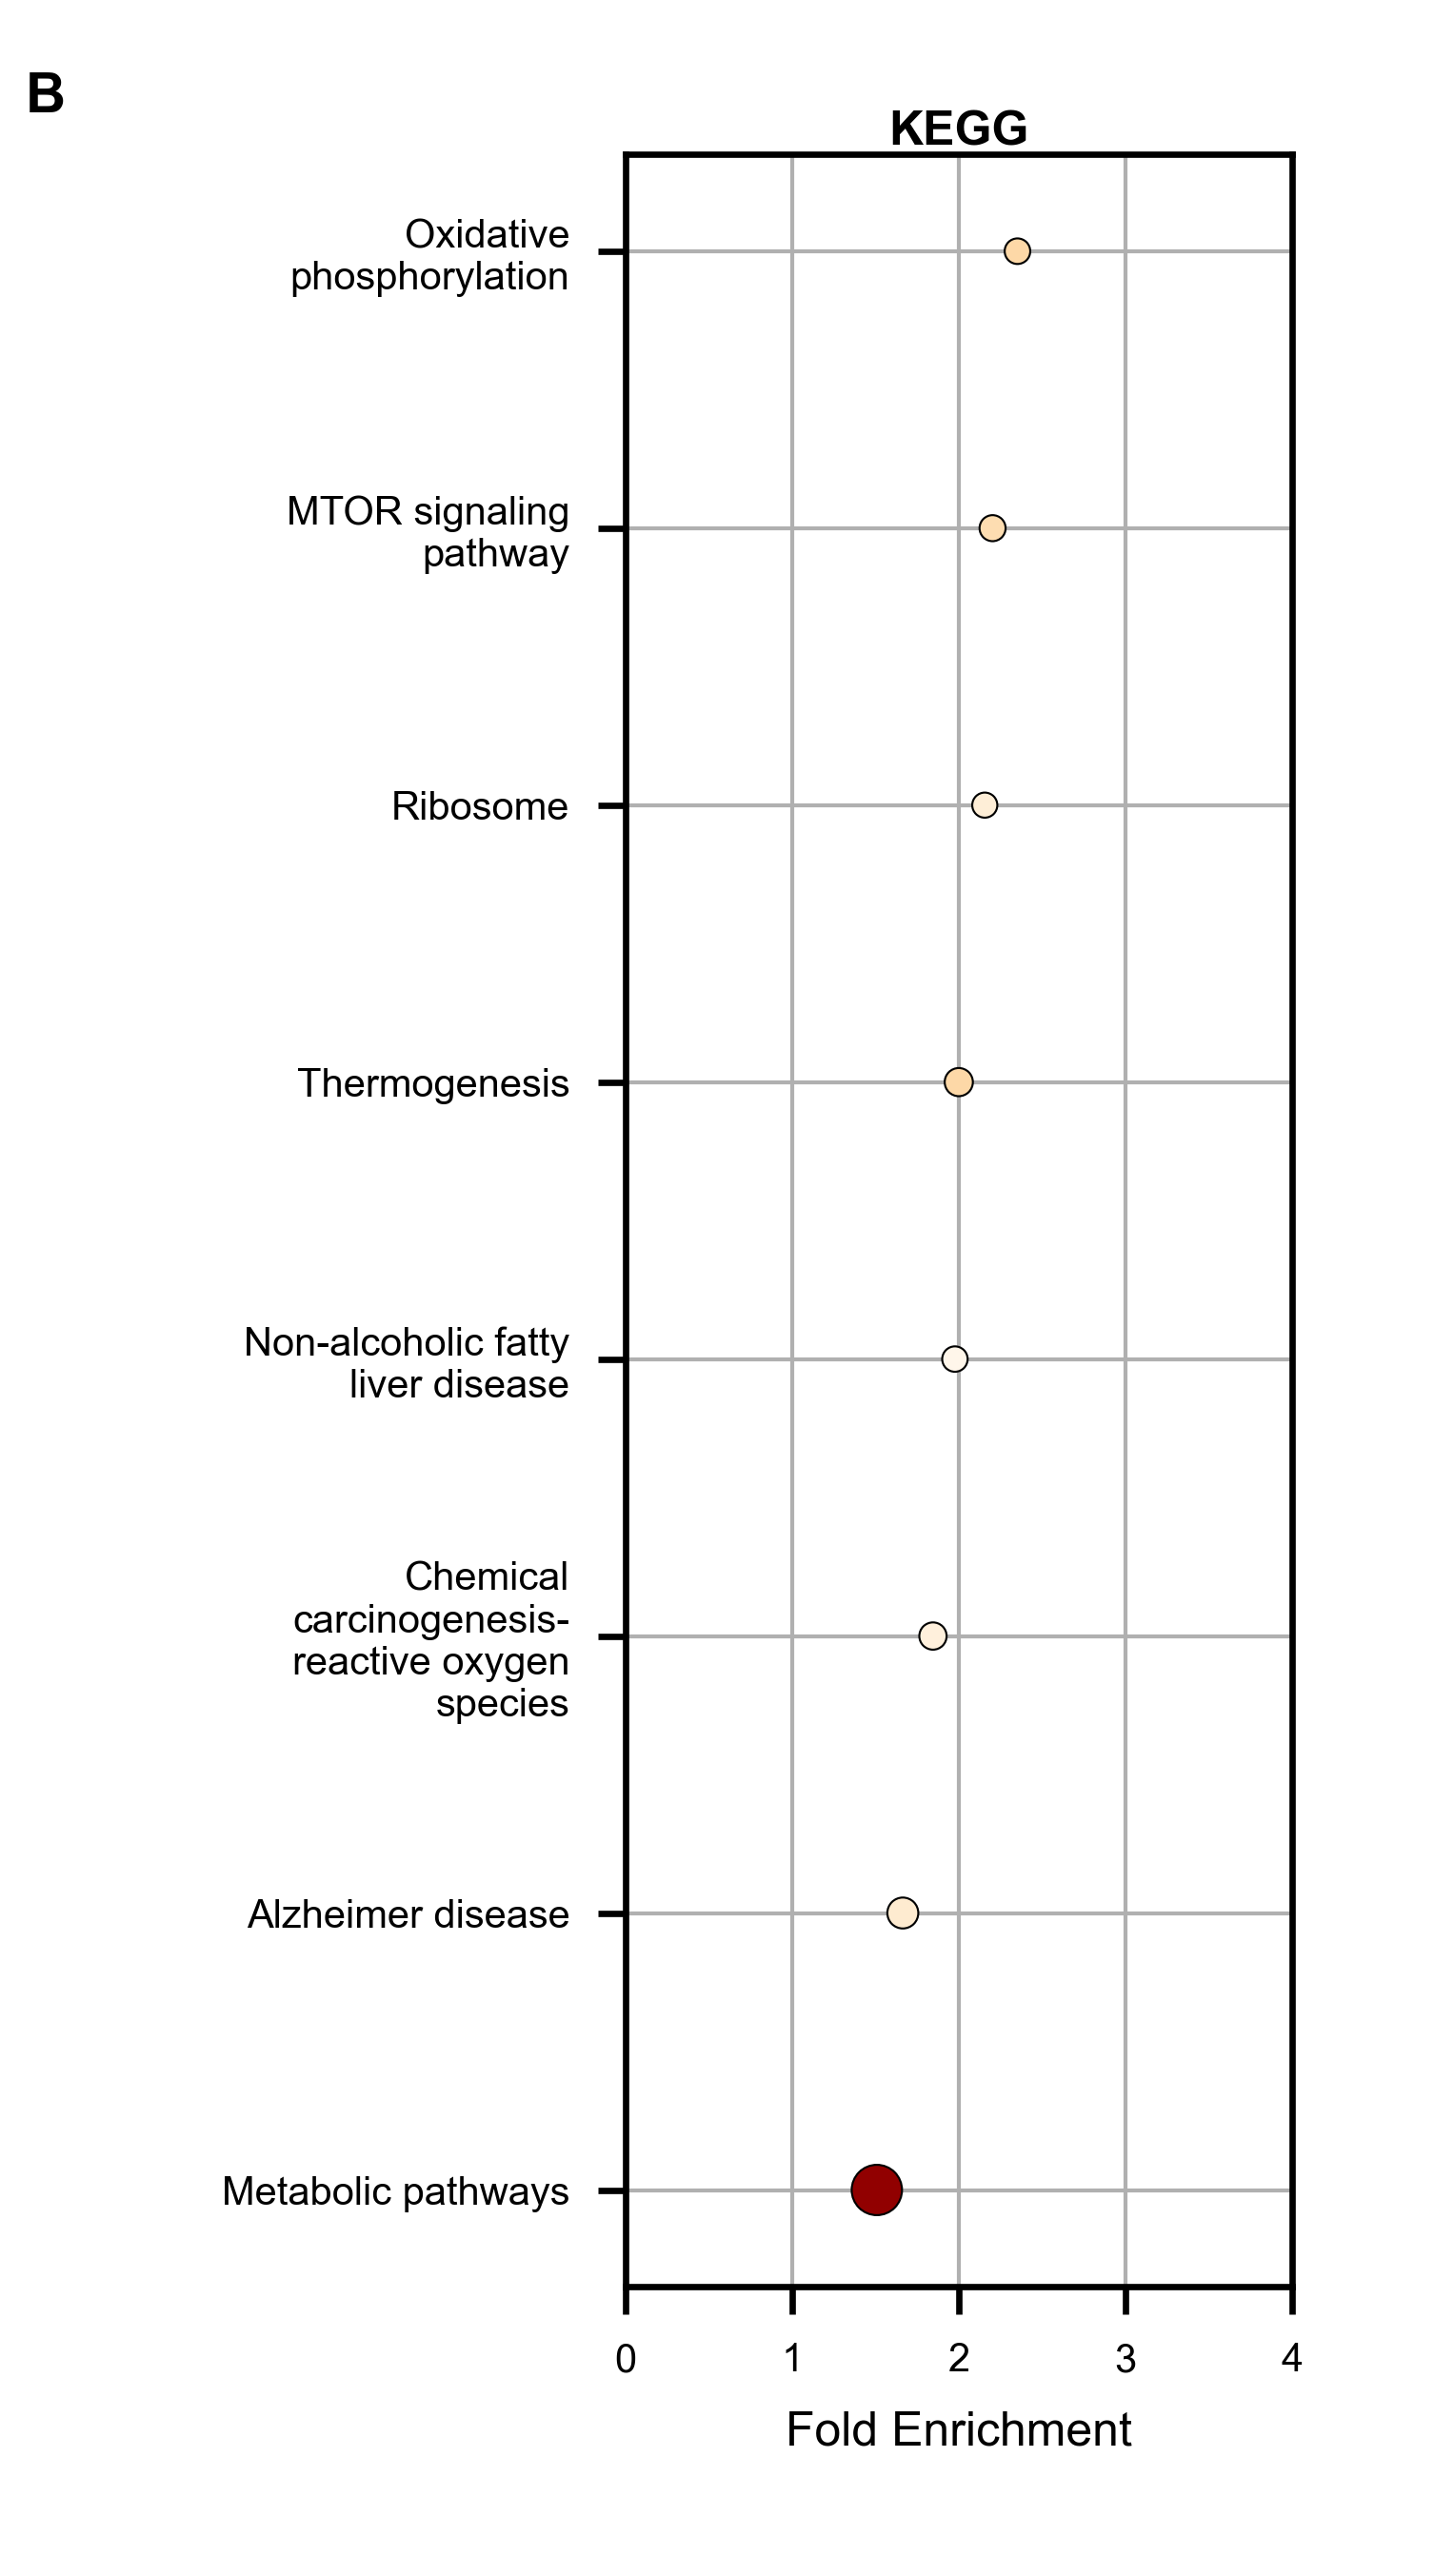 B
KEGG
Oxidative
phosphorylation
MTOR signaling
pathway
Ribosome
Thermogenesis
Non-alcoholic fatty
liver disease
Chemical
carcinogenesis-
reactive oxygen
species
Alzheimer disease
Metabolic pathways
0 1 2 3 4
Fold Enrichment